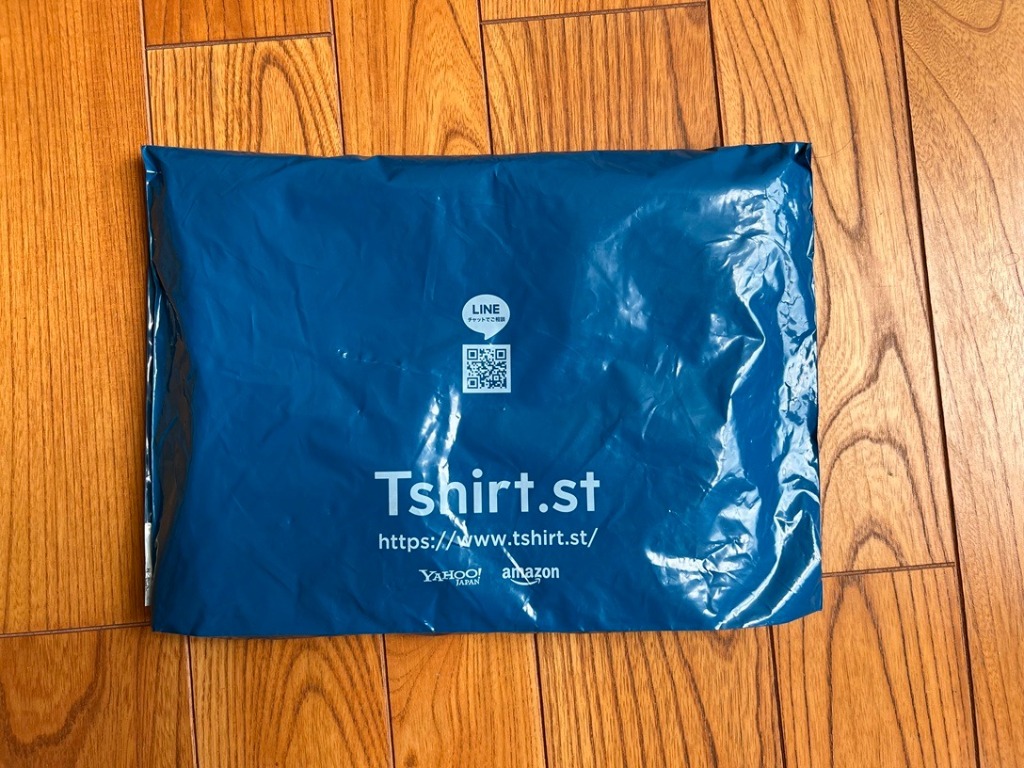 LINE
チャットでご相談
Tshirt.st
https://www.tshirt.st/
YAHOO! JAPAN amazon